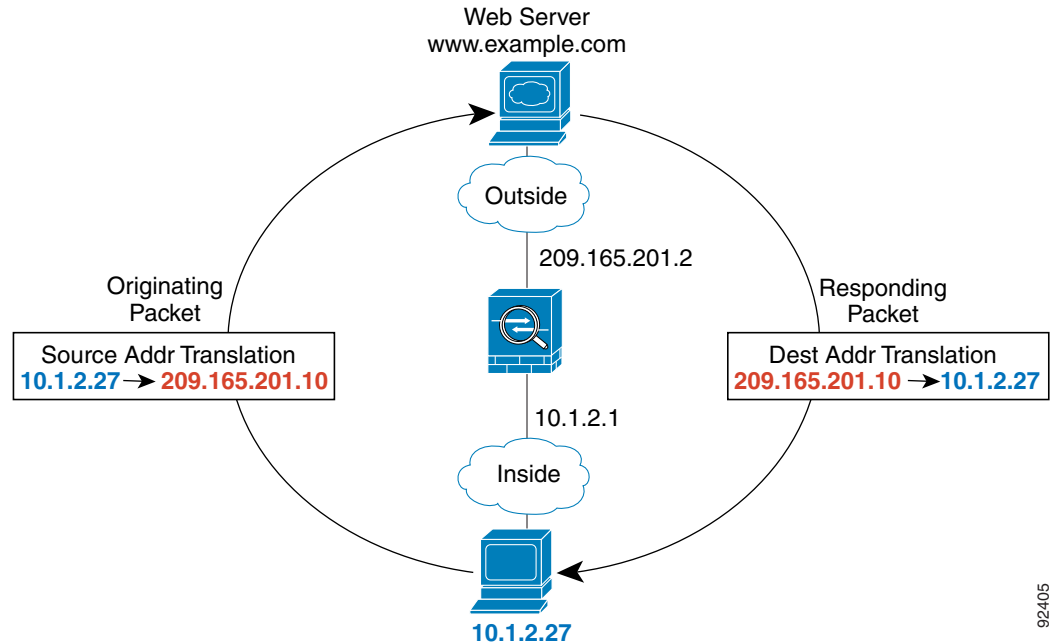 Web Server
www.example.com
Outside
209.165.201.2
Originating
Packet
Source Addr Translation
10.1.2.27 209.165.201.10
Responding
Packet
Dest Addr Translation
209.165.201.10 10.1.2.27
10.1.2.1
Inside
10.1.2.27
92405